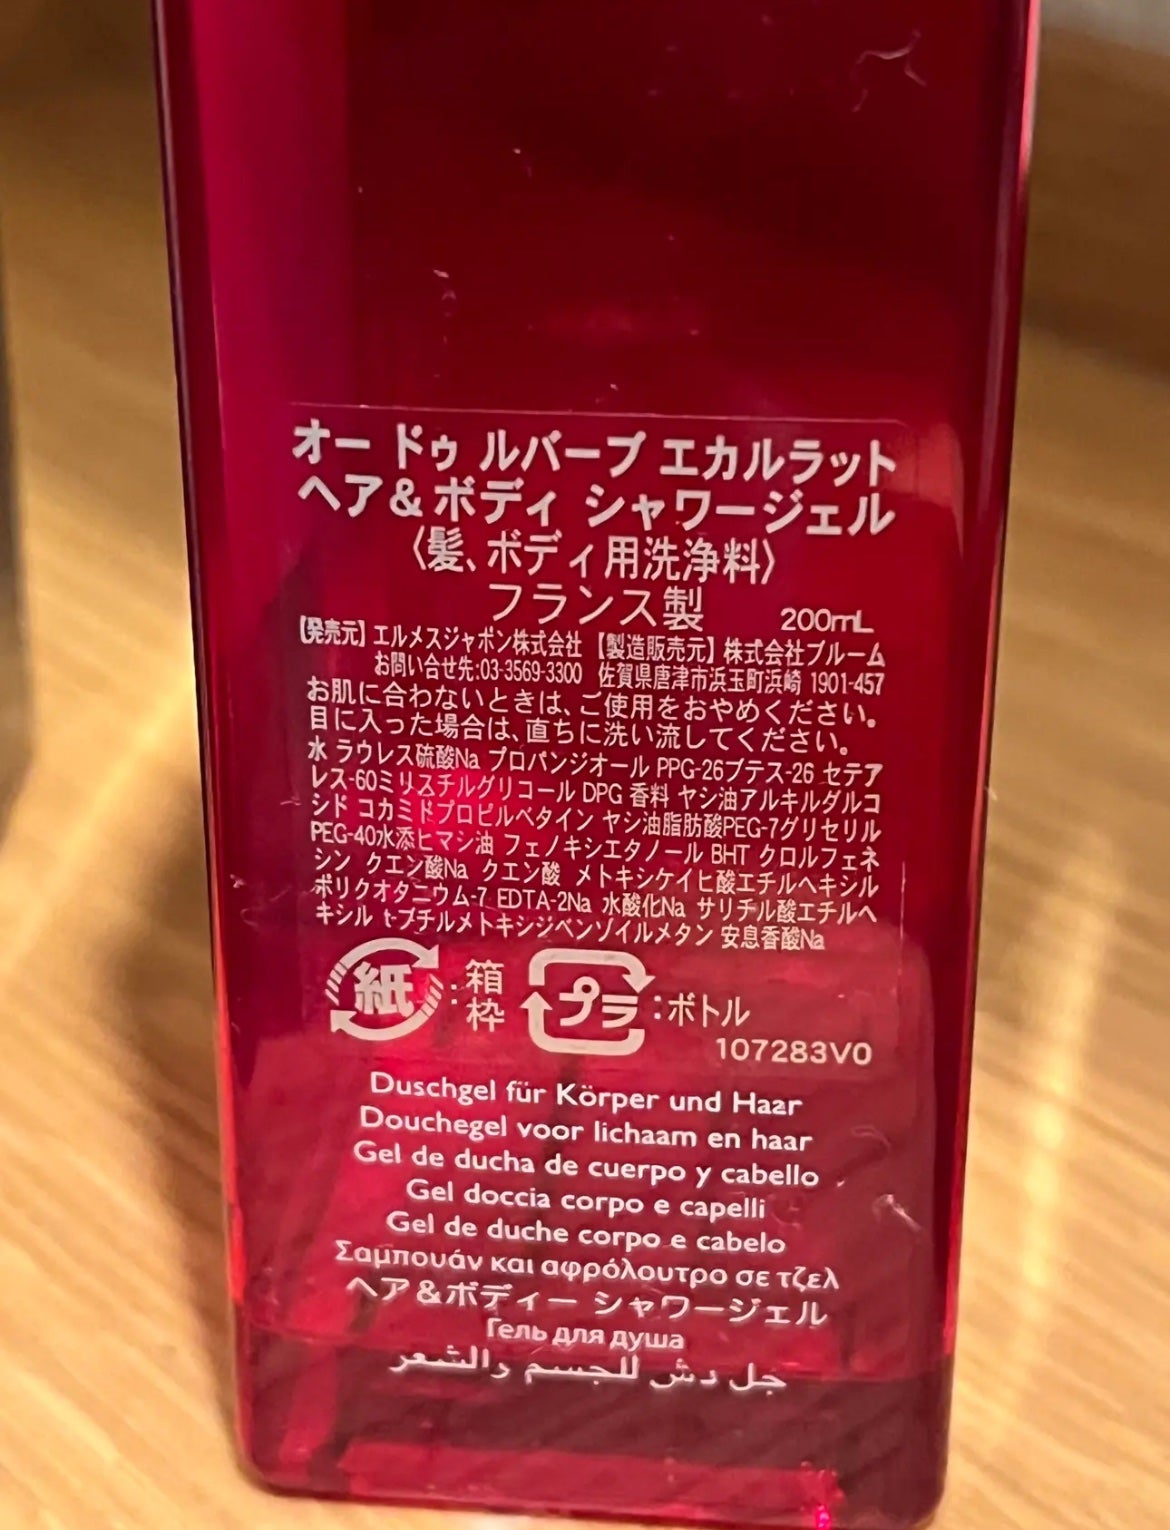 オー ドゥ ルバーブ エカルラット
ヘア&ボディ シャワージェル
〈髪、ボディ用洗浄料〉
フランス製 200mL
【発売元】エルメスジャポン株式会社 【製造販売元】株式会社ブルーム
お問い合せ先:03-3569-3300 佐賀県唐津市浜玉町浜崎 1901-457
お肌に合わないときは、ご使用をおやめください。
目に入った場合は、直ちに洗い流してください。
水 ラウレス硫酸Na プロパンジオール PPG-26ブテス-26 セテア
レス-60ミリスチルグリコール DPG 香料 ヤシ油アルキルグルコ
シド コカミドプロピルベタイン ヤシ油脂肪酸PEG-7グリセリル
PEG-40水添ヒマシ油 フェノキシエタノール BHT クロルフェネ
シン クエン酸Na クエン酸 メトキシケイヒ酸エチルヘキシル
ポリクオタニウム-7 EDTA-2Na 水酸化Na サリチル酸エチルヘ
キシル t-ブチルメトキシジベンゾイルメタン 安息香酸Na
紙 : 箱 枠 プラ : ボトル
107283V0
Duschgel für Körper und Haar
Douchegel voor lichaam en haar
Gel de ducha de cuerpo y cabello
Gel doccia corpo e capelli
Gel de duche corpo e cabelo
Σαμπουάν και αφρόλουτρο σε τζελ
ヘア&ボディー シャワージェル
Гель для душа
جل دش للجسم والشعر